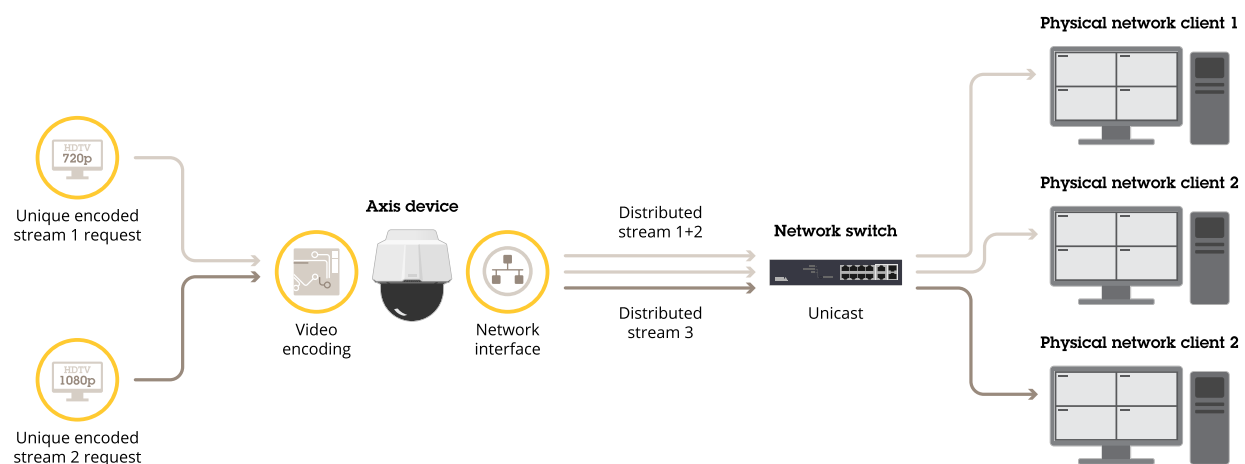 Physical network client 1
HDTV
720p
Unique encoded
stream 1 request
Physical network client 2
Axis device
Distributed
stream 1+2
Network switch
Video
encoding
Network
interface
Distributed
stream 3
Unicast
Physical network client 2
HDTV
1080p
Unique encoded
stream 2 request